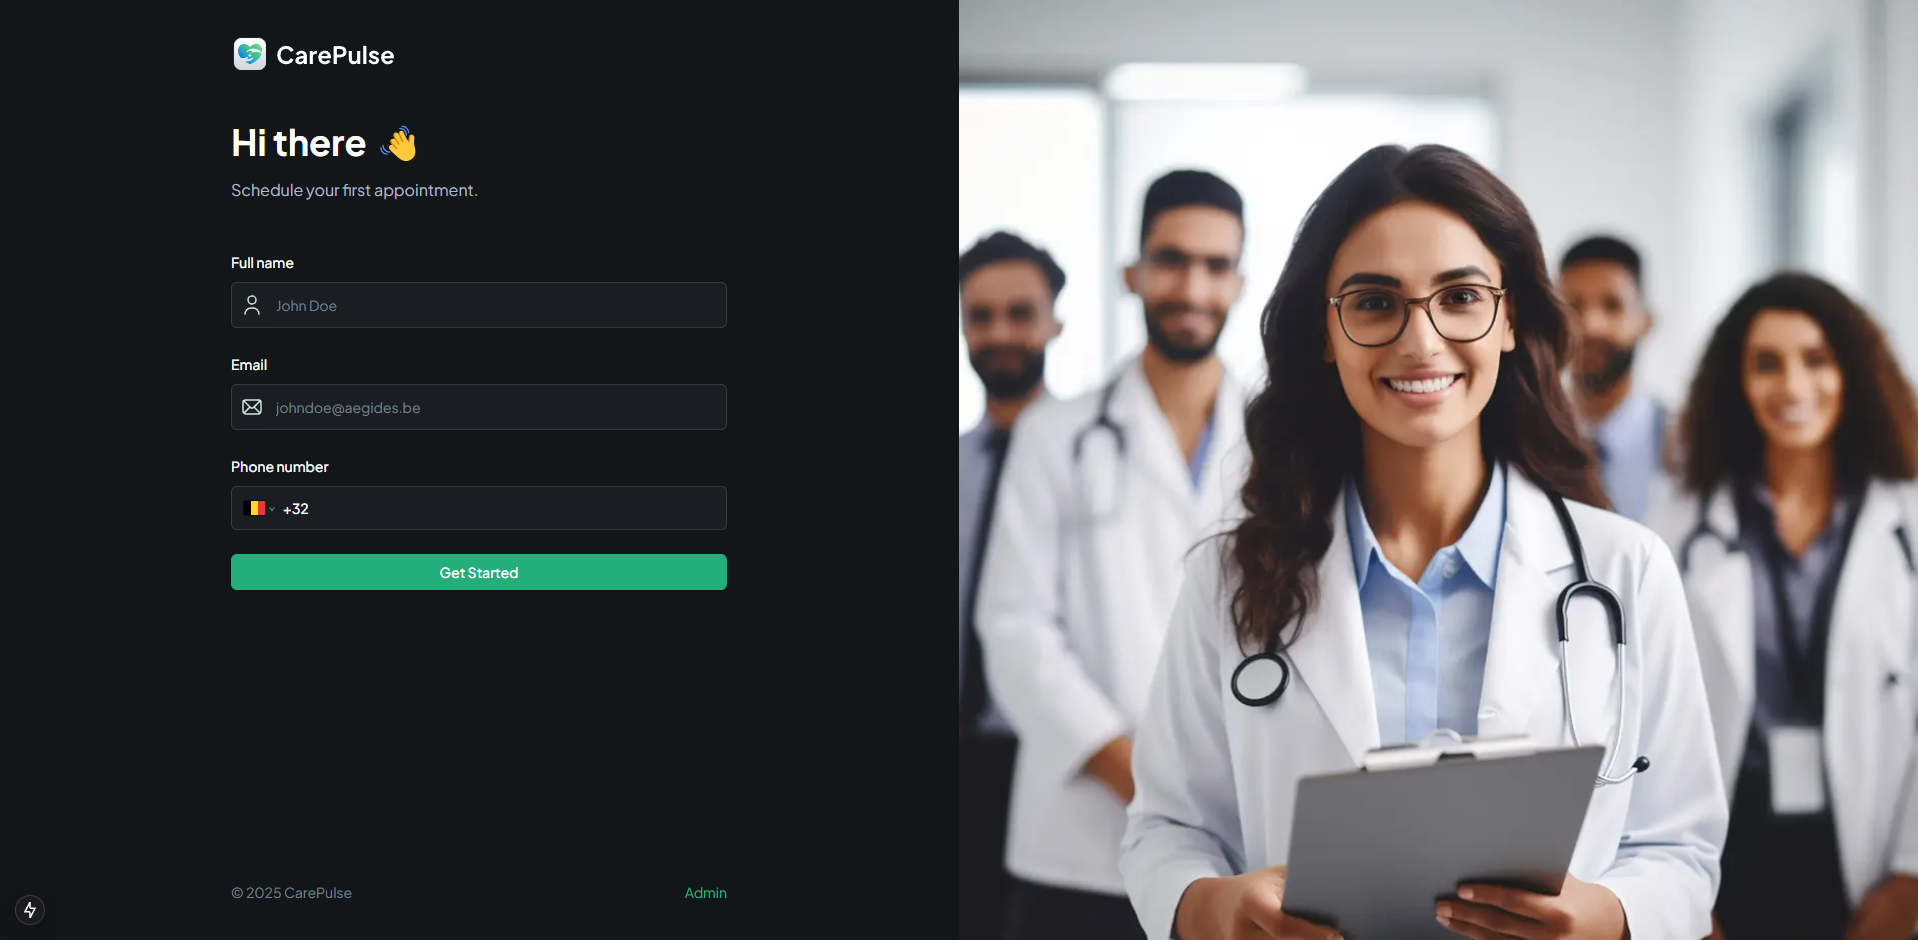 CarePulse
Hi there 👋
Schedule your first appointment.
Full name
John Doe
Email
johndoe@aegides.be
Phone number
+32
Get Started
© 2025 CarePulse
Admin